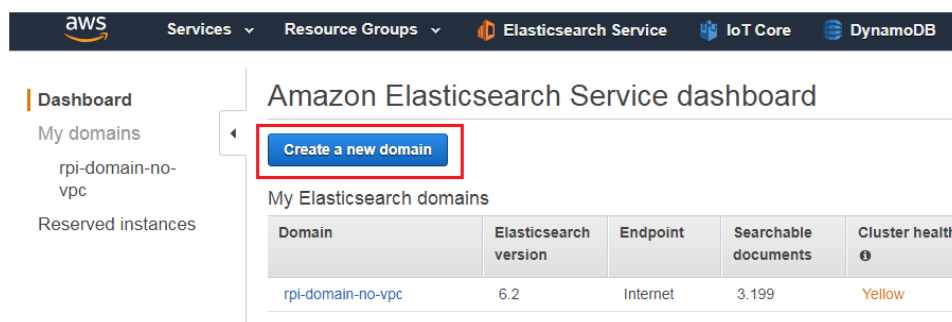 aws Services Resource Groups Elasticsearch Service IoT Core DynamoDB
Dashboard
My domains
rpi-domain-no-
vpc
Reserved instances
Amazon Elasticsearch Service dashboard
Create a new domain
My Elasticsearch domains
Domain Elasticsearch version Endpoint Searchable documents Cluster health
rpi-domain-no-vpc 6.2 Internet 3.199 Yellow